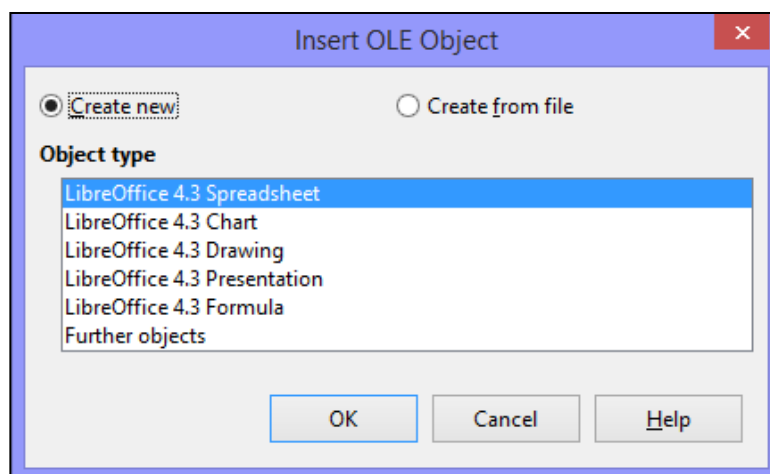 Insert OLE Object
Create new
Create from file
Object type
LibreOffice 4.3 Spreadsheet
LibreOffice 4.3 Chart
LibreOffice 4.3 Drawing
LibreOffice 4.3 Presentation
LibreOffice 4.3 Formula
Further objects
OK
Cancel
Help